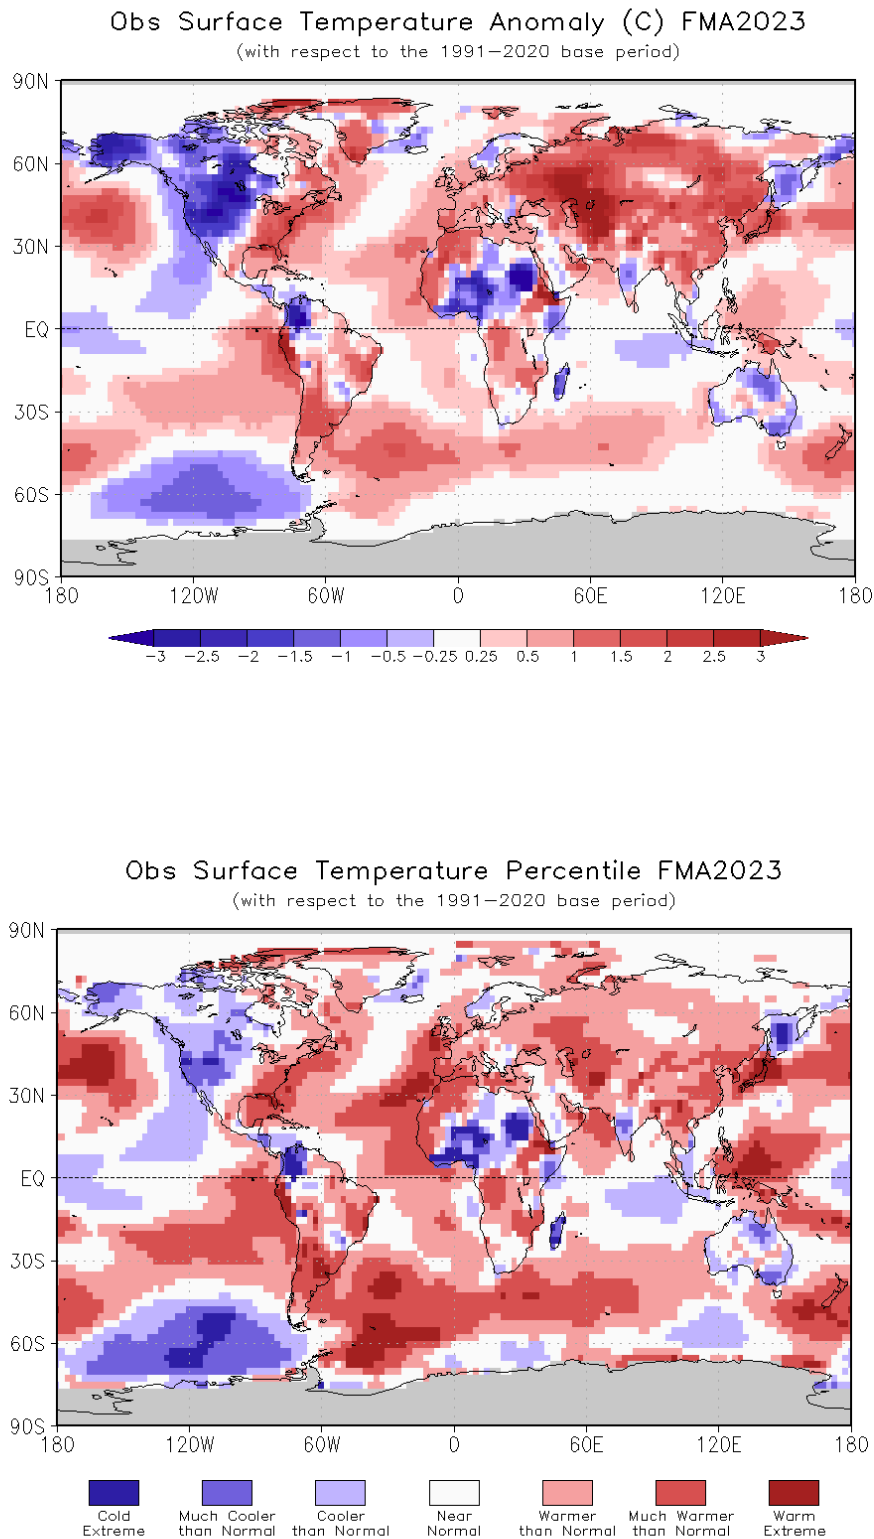 Obs Surface Temperature Anomaly (C) FMA2023
(with respect to the 1991-2020 base period)
90N
60N
30N
EQ
30S
60S
90S
180 120W 60W 0 60E 120E 180
-3 -2.5 -2 -1.5 -1 -0.5 -0.25 0.25 0.5 1 1.5 2 2.5 3
Obs Surface Temperature Percentile FMA2023
(with respect to the 1991-2020 base period)
90N
60N
30N
EQ
30S
60S
90S
180 120W 60W 0 60E 120E 180
Cold Much Cooler Cooler Near Warmer Much Warmer Warm
Extreme than Normal than Normal Normal than Normal than Normal Extreme